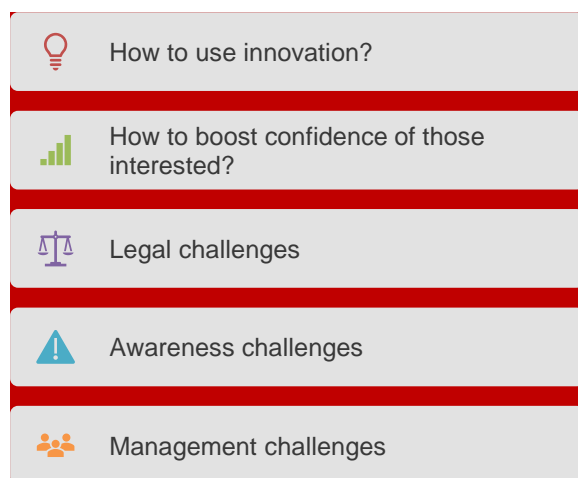 How to use innovation?
How to boost confidence of those
interested?
Legal challenges
Awareness challenges
Management challenges